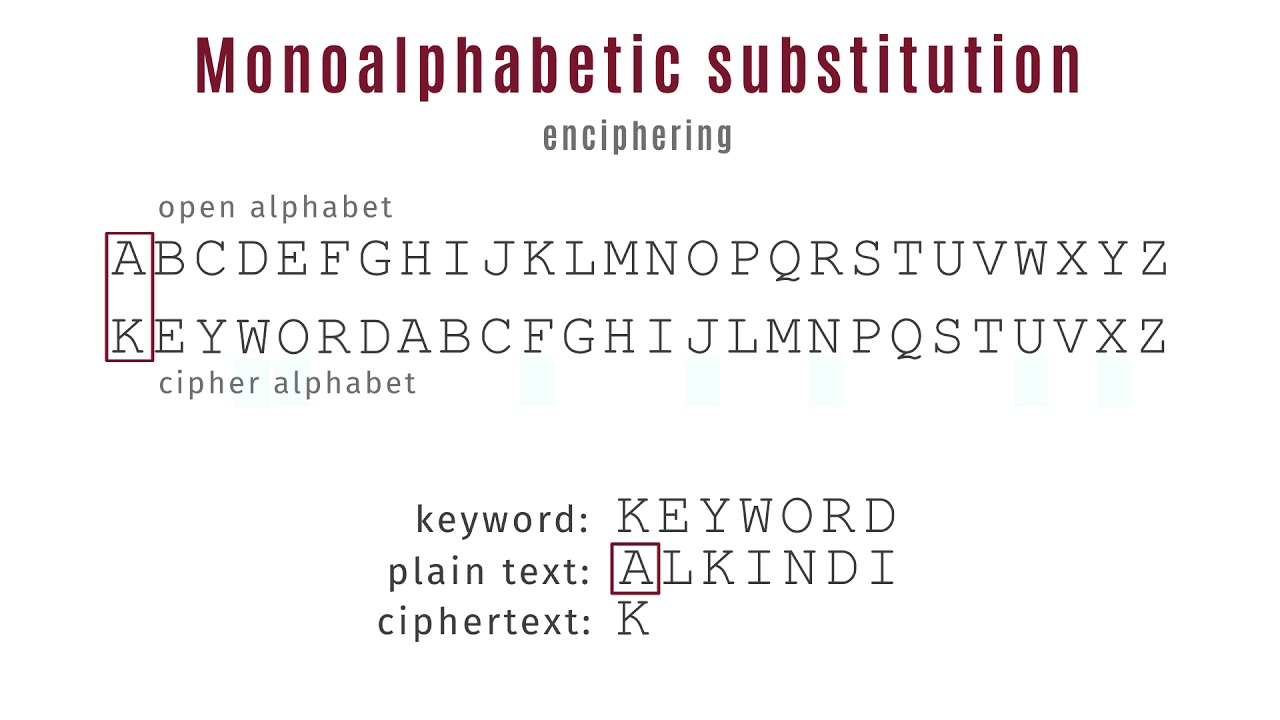 Monoalphabetic substitution
enciphering
open alphabet
ABCDEFGHIJKLMNOPQRSTUVWXYZ
KEYWORDABCFGHIJLMNPQSTUVXZ
cipher alphabet
keyword: KEYWORD
plain text: ALKINDI
ciphertext: K